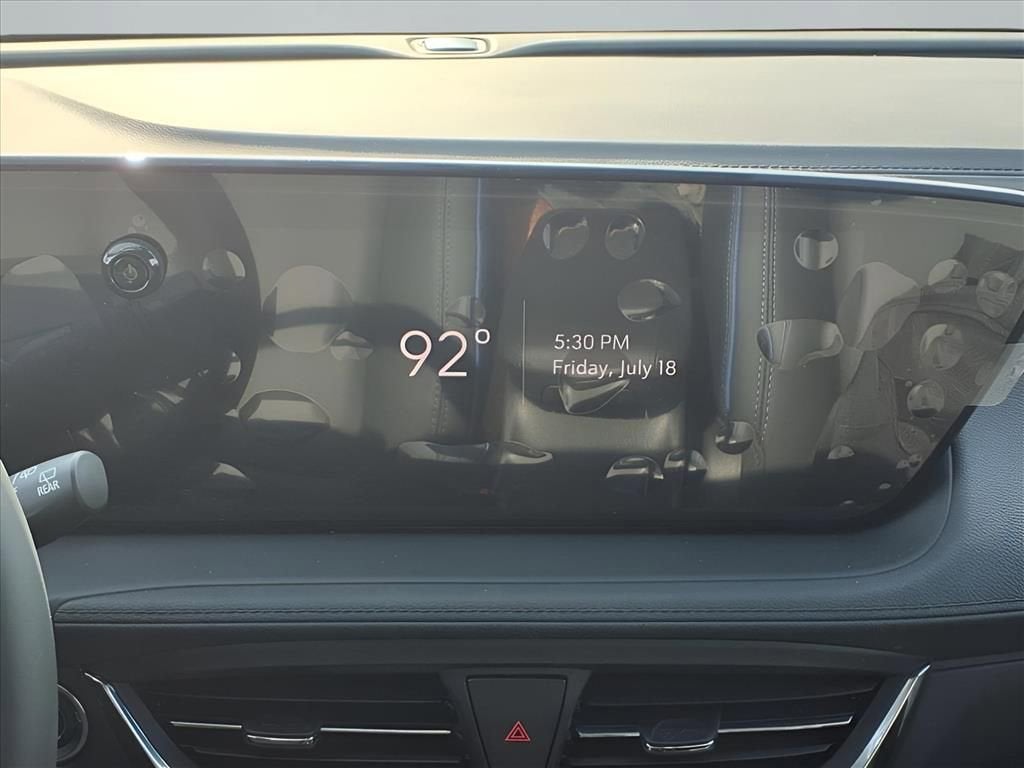 92°
5:30 PM
Friday, July 18
REAR